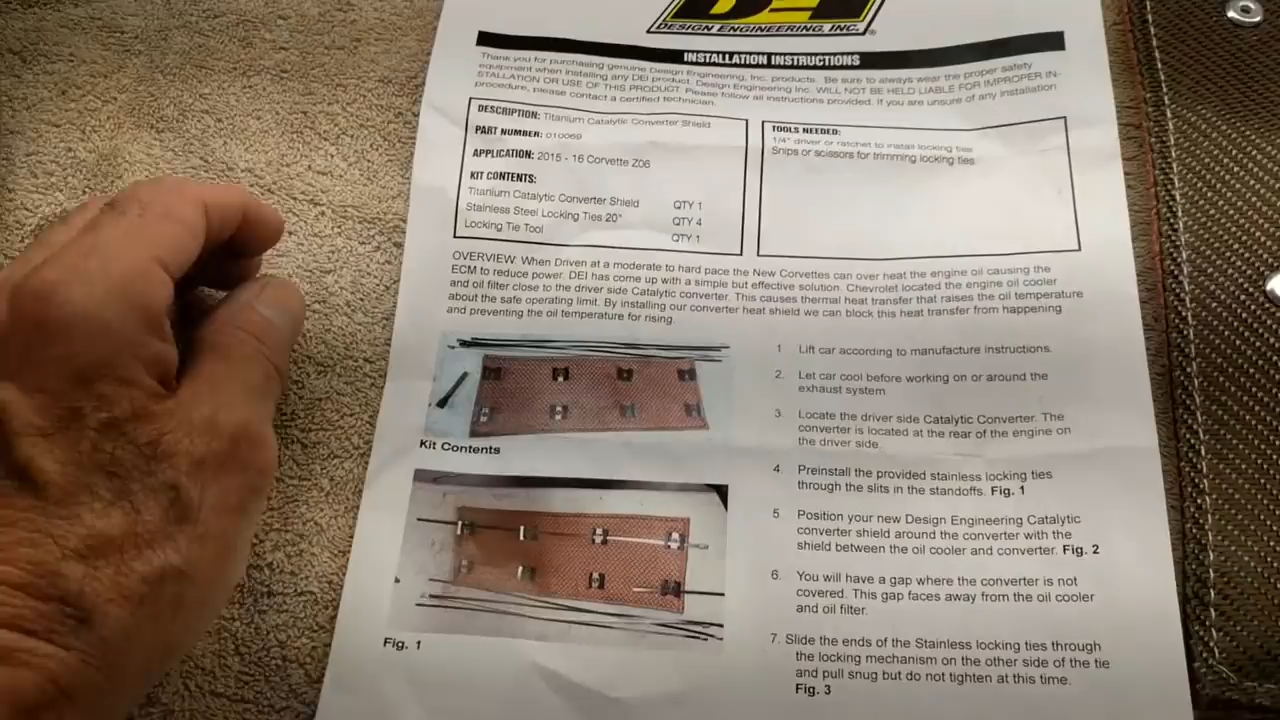 DEI
DESIGN ENGINEERING, INC.®
INSTALLATION INSTRUCTIONS
Thank you for purchasing genuine Design Engineering, Inc. products. Be sure to always wear the proper safety
equipment when installing any DEI product. Design Engineering Inc. WILL NOT BE HELD LIABLE FOR IMPROPER IN-
STALLATION OR USE OF THIS PRODUCT. Please follow all instructions provided. If you are unsure of any installation
procedure, please contact a certified technician.
DESCRIPTION: Titanium Catalytic Converter Shield
PART NUMBER: 010069
APPLICATION: 2015 - 16 Corvette Z06
KIT CONTENTS:
Titanium Catalytic Converter Shield QTY 1
Stainless Steel Locking Ties 20" QTY 4
Locking Tie Tool QTY 1
TOOLS NEEDED:
1/4" driver or ratchet to install locking ties
Snips or scissors for trimming locking ties
OVERVIEW: When Driven at a moderate to hard pace the New Corvettes can over heat the engine oil causing the
ECM to reduce power. DEI has come up with a simple but effective solution. Chevrolet located the engine oil cooler
and oil filter close to the driver side Catalytic converter. This causes thermal heat transfer that raises the oil temperature
about the safe operating limit. By installing our converter heat shield we can block this heat transfer from happening
and preventing the oil temperature for rising.
Kit Contents
Fig. 1
1 Lift car according to manufacture instructions.
2. Let car cool before working on or around the
exhaust system
3. Locate the driver side Catalytic Converter. The
converter is located at the rear of the engine on
the driver side.
4. Preinstall the provided stainless locking ties
through the slits in the standoffs. Fig. 1
5 Position your new Design Engineering Catalytic
converter shield around the converter with the
shield between the oil cooler and converter. Fig. 2
6. You will have a gap where the converter is not
covered. This gap faces away from the oil cooler
and oil filter.
7. Slide the ends of the Stainless locking ties through
the locking mechanism on the other side of the tie
and pull snug but do not tighten at this time.
Fig. 3